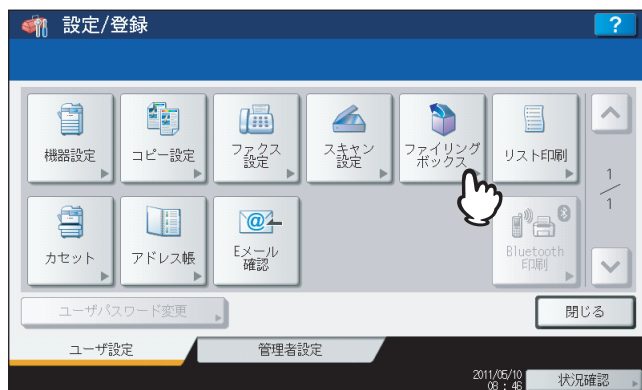 設定/登録
?
機器設定
コピー設定
ファクス
設定
スキャン
設定
ファイリング
ボックス
リスト印刷
1
1
カセット
アドレス帳
@
Eメール
確認
Bluetooth
印刷
ユーザパスワード変更
閉じる
ユーザ設定
管理者設定
2011/05/10
08:46
状況確認